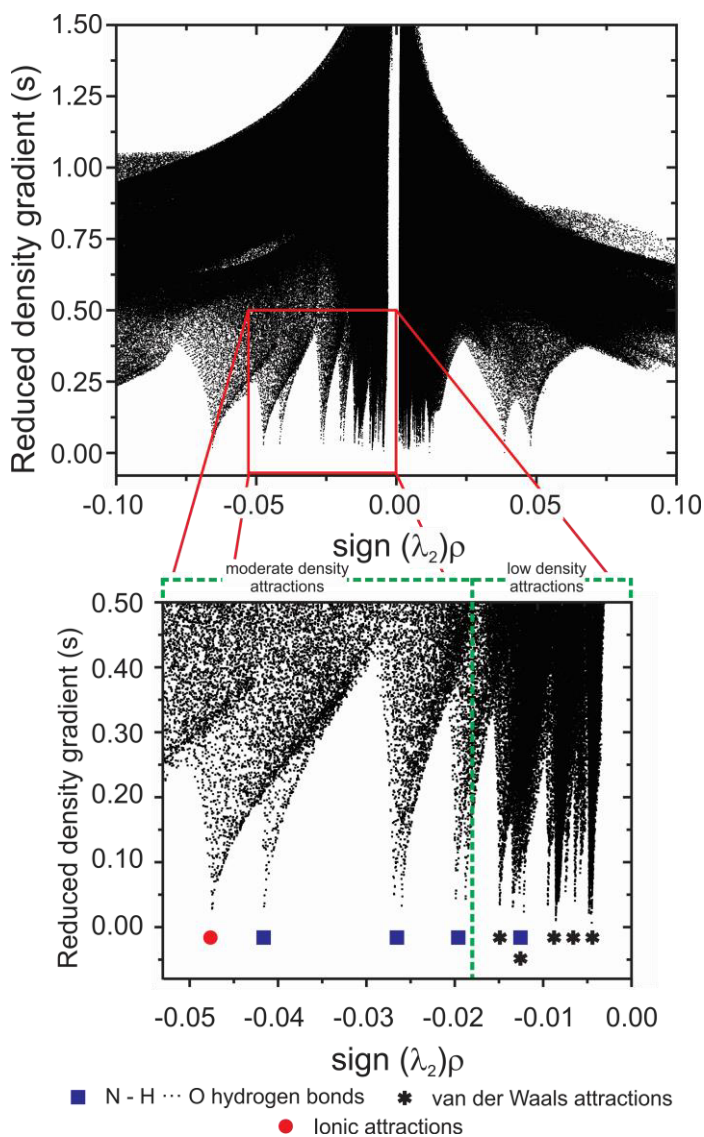 1.50
1.25
1.00
0.75
0.50
0.25
0.00
Reduced density gradient (s)
-0.10
-0.05
0.00
0.05
0.10
sign (λ₂)ρ
moderate density
attractions
low density
attractions
0.50
0.40
0.30
0.20
0.10
0.00
Reduced density gradient (s)
-0.05
-0.04
-0.03
-0.02
-0.01
0.00
sign (λ₂)ρ
N - H ··· O hydrogen bonds
van der Waals attractions
Ionic attractions